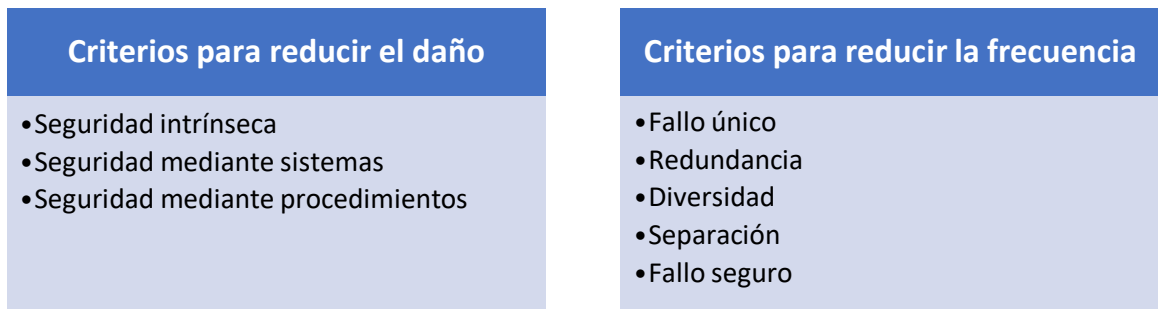 Criterios para reducir el daño
•Seguridad intrínseca
•Seguridad mediante sistemas
•Seguridad mediante procedimientos
Criterios para reducir la frecuencia
•Fallo único
•Redundancia
•Diversidad
•Separación
•Fallo seguro